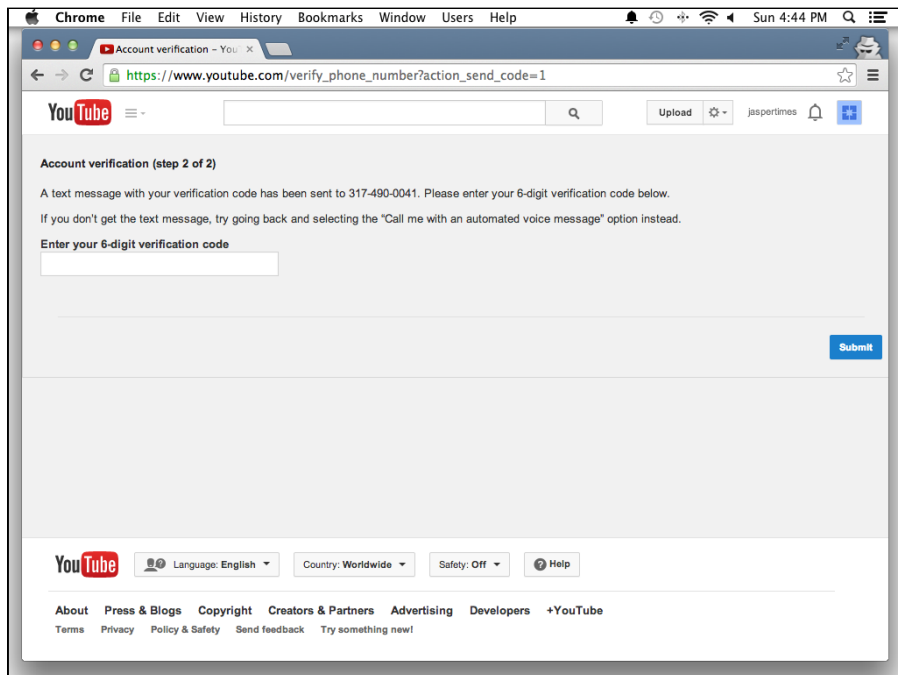 Chrome File Edit View History Bookmarks Window Users Help Sun 4:44 PM
Account verification – You
https://www.youtube.com/verify_phone_number?action_send_code=1
YouTube Upload jaspertimes
Account verification (step 2 of 2)
A text message with your verification code has been sent to 317-490-0041. Please enter your 6-digit verification code below.
If you don't get the text message, try going back and selecting the "Call me with an automated voice message" option instead.
Enter your 6-digit verification code
Submit
YouTube Language: English Country: Worldwide Safety: Off Help
About Press & Blogs Copyright Creators & Partners Advertising Developers +YouTube
Terms Privacy Policy & Safety Send feedback Try something new!